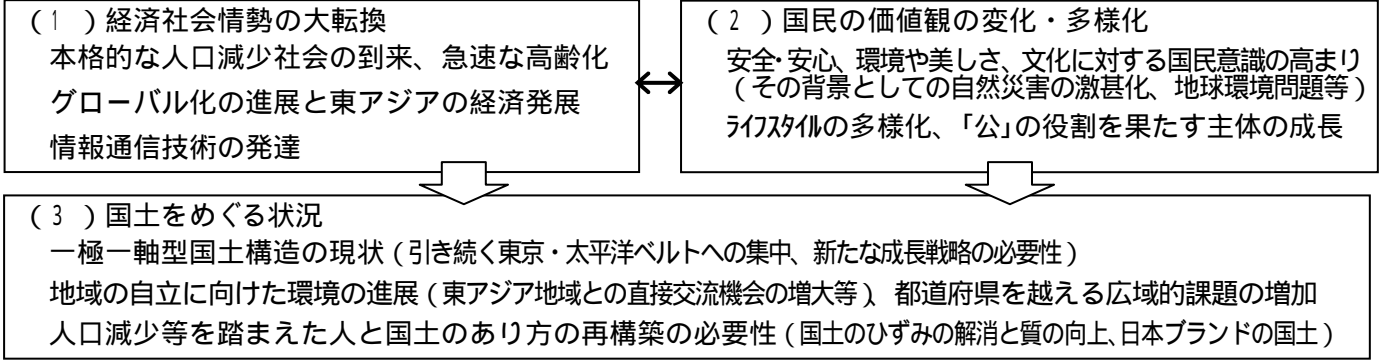 (1)経済社会情勢の大転換
本格的な人口減少社会の到来、急速な高齢化
グローバル化の進展と東アジアの経済発展
情報通信技術の発達
(2)国民の価値観の変化・多様化
安全・安心、環境や美しさ、文化に対する国民意識の高まり
(その背景としての自然災害の激甚化、地球環境問題等)
ライフスタイルの多様化、「公」の役割を果たす主体の成長
(3)国土をめぐる状況
一極一軸型国土構造の現状(引き続く東京・太平洋ベルトへの集中、新たな成長戦略の必要性)
地域の自立に向けた環境の進展(東アジア地域との直接交流機会の増大等)、都道府県を越える広域的課題の増加
人口減少等を踏まえた人と国土のあり方の再構築の必要性(国土のひずみの解消と質の向上、日本ブランドの国土)